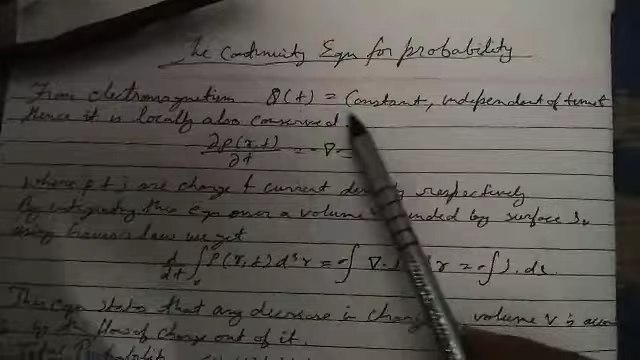 The Continuity Eqn for probability
From electromagnetism Q(t) = Constant, independent of time
Hence it is locally also conserved
∂ρ(r,t)/∂t = -∇.
where ρ + j are charge + current density respectively
By integrating this eqn over a volume bounded by surface S,
using Gauss's law we get
d/dt ∫v ρ(r,t) d³r = -∫ ∇. d³r = -∫ J. ds
This eqn states that any decrease in charge volume V is
by the flow of charge out of it.
Probability